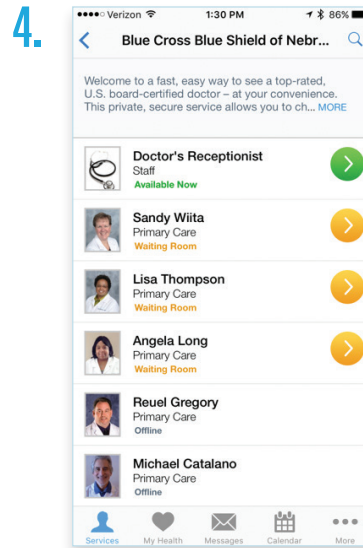 4.
Verizon 1:30 PM 86%
Blue Cross Blue Shield of Nebr...
Welcome to a fast, easy way to see a top-rated,
U.S. board-certified doctor – at your convenience.
This private, secure service allows you to ch... MORE
Doctor's Receptionist
Staff
Available Now
Sandy Wiita
Primary Care
Waiting Room
Lisa Thompson
Primary Care
Waiting Room
Angela Long
Primary Care
Waiting Room
Reuel Gregory
Primary Care
Offline
Michael Catalano
Primary Care
Offline
Services My Health Messages Calendar More